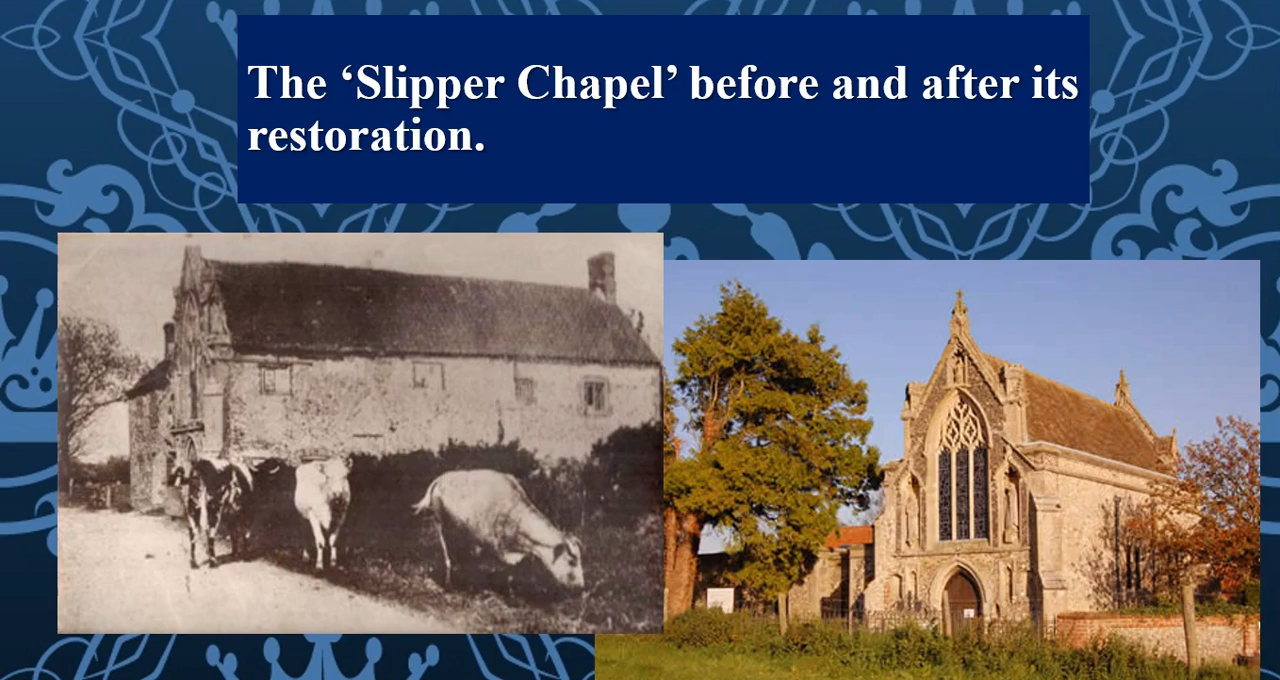 The ‘Slipper Chapel’ before and after its
restoration.